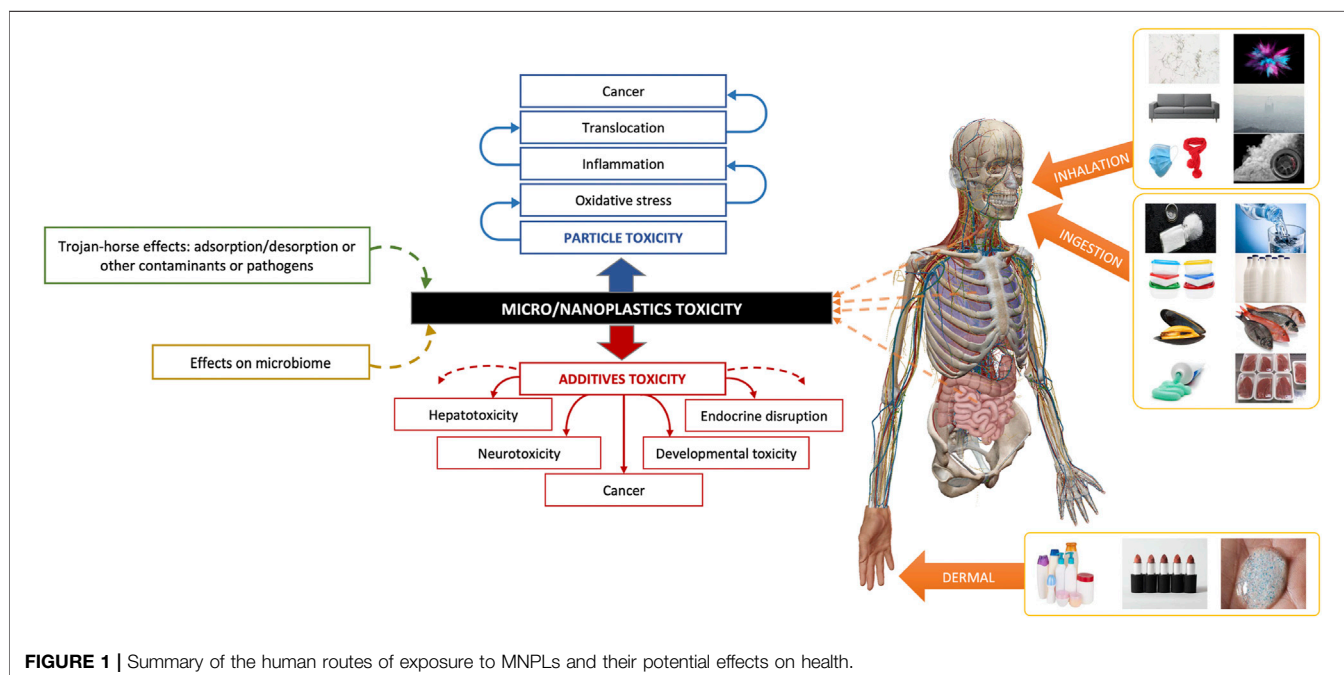 Cancer
Translocation
Inflammation
Oxidative stress
PARTICLE TOXICITY
Trojan-horse effects: adsorption/desorption or
other contaminants or pathogens
MICRO/NANOPLASTICS TOXICITY
Effects on microbiome
ADDITIVES TOXICITY
Hepatotoxicity
Endocrine disruption
Neurotoxicity
Developmental toxicity
Cancer
INHALATION
INGESTION
DERMAL
FIGURE 1 | Summary of the human routes of exposure to MNPLs and their potential effects on health.